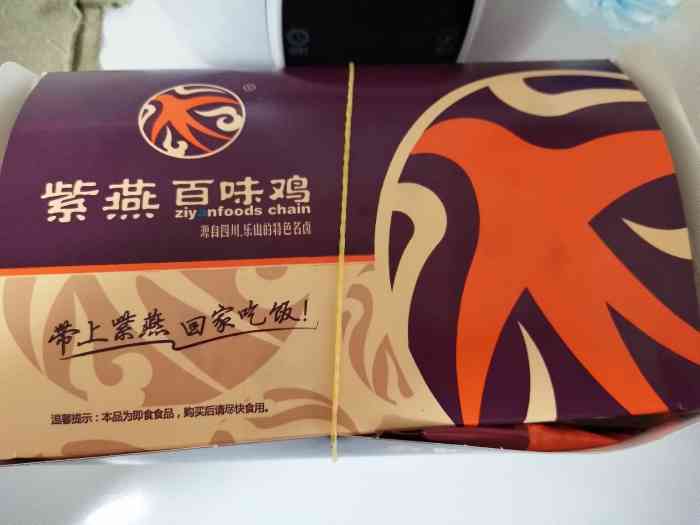 ®
紫燕百味鸡
ziyanfoods chain
源自四川.乐山的特色名卤
带上紫燕 回家吃饭!
温馨提示:本品为即食食品,购买后请尽快食用。